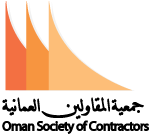 جمعية المقاولين العمانية
Oman Society of Contractors